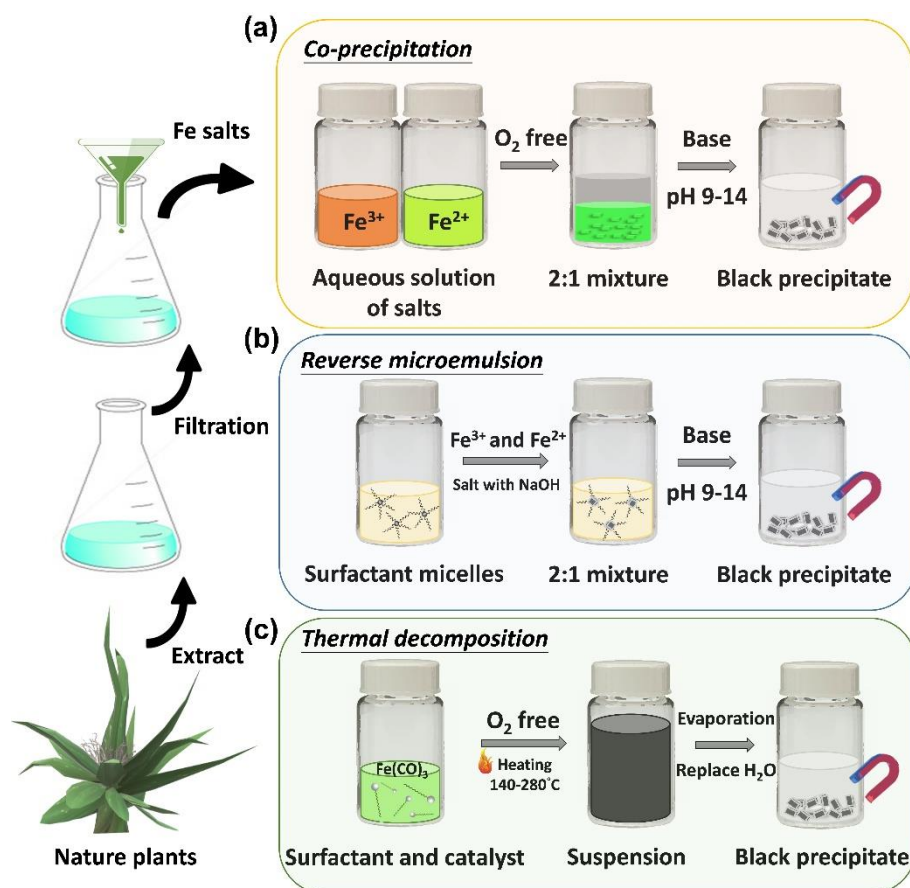 (a)
Co-precipitation
Fe salts
O₂ free
Base
pH 9-14
Fe³⁺
Fe²⁺
Aqueous solution
of salts
2:1 mixture
Black precipitate
(b)
Reverse microemulsion
Filtration
Fe³⁺ and Fe²⁺
Salt with NaOH
Base
pH 9-14
Surfactant micelles
2:1 mixture
Black precipitate
(c)
Thermal decomposition
Extract
Fe(CO)₃
O₂ free
Heating
140-280°C
Evaporation
Replace H₂O
Nature plants
Surfactant and catalyst
Suspension
Black precipitate